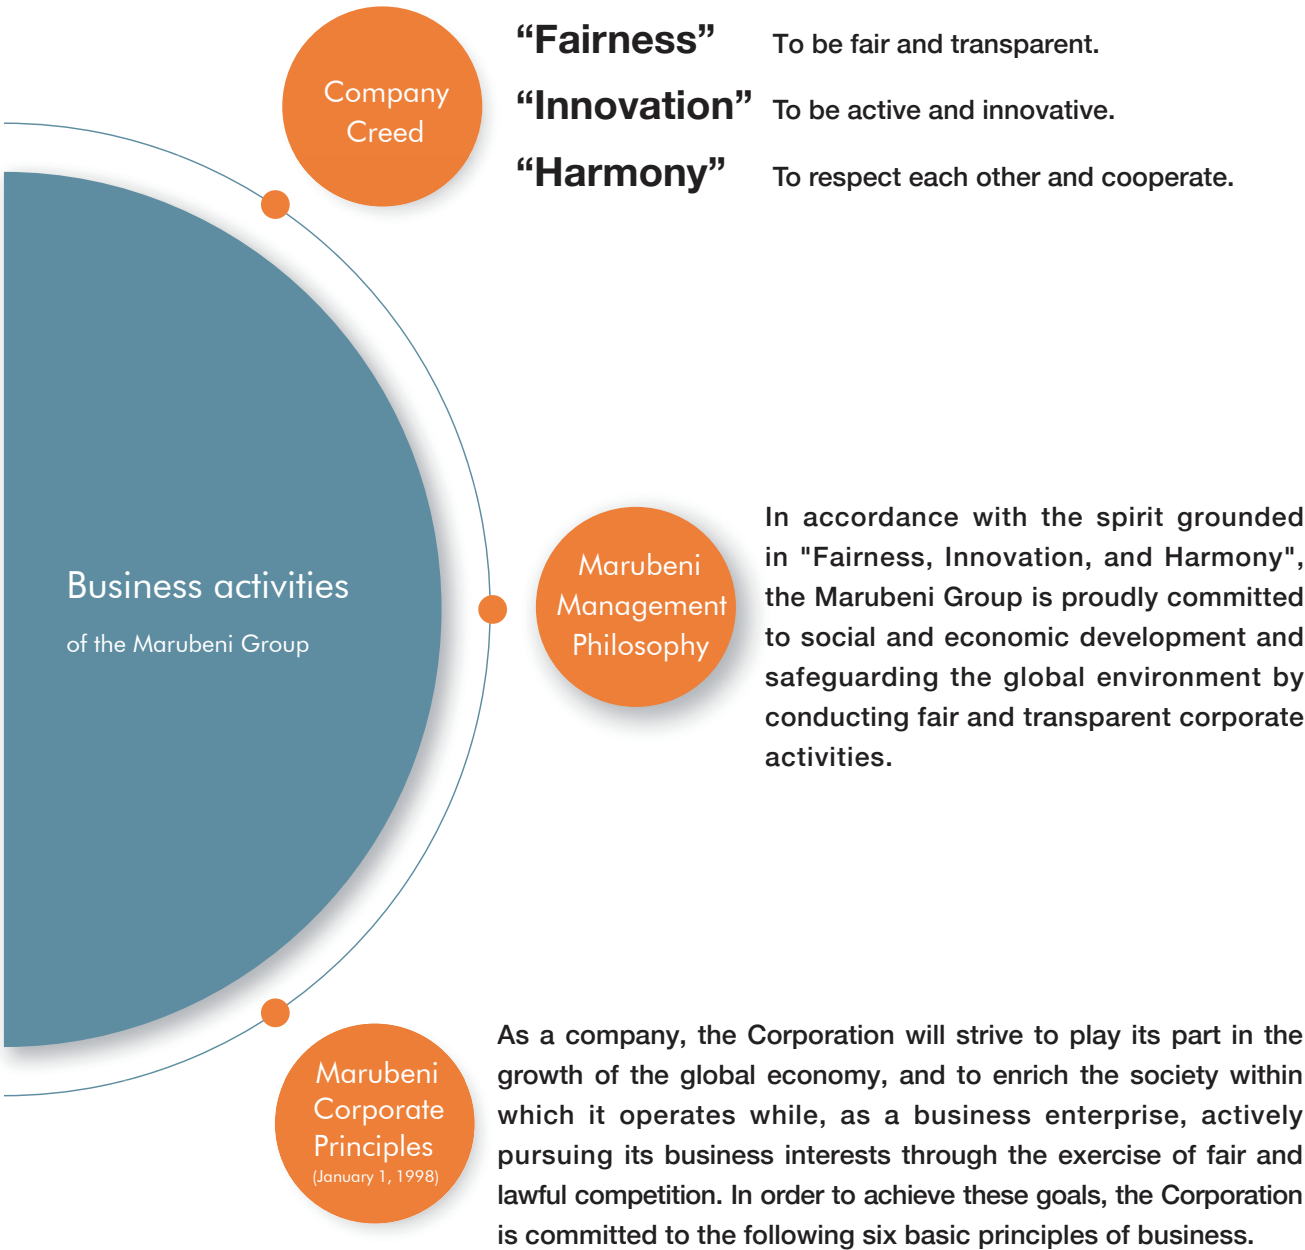 Company
Creed
“Fairness” To be fair and transparent.
“Innovation” To be active and innovative.
“Harmony” To respect each other and cooperate.
Business activities
of the Marubeni Group
Marubeni
Management
Philosophy
In accordance with the spirit grounded
in "Fairness, Innovation, and Harmony",
the Marubeni Group is proudly committed
to social and economic development and
safeguarding the global environment by
conducting fair and transparent corporate
activities.
Marubeni
Corporate
Principles
(January 1, 1998)
As a company, the Corporation will strive to play its part in the
growth of the global economy, and to enrich the society within
which it operates while, as a business enterprise, actively
pursuing its business interests through the exercise of fair and
lawful competition. In order to achieve these goals, the Corporation
is committed to the following six basic principles of business.